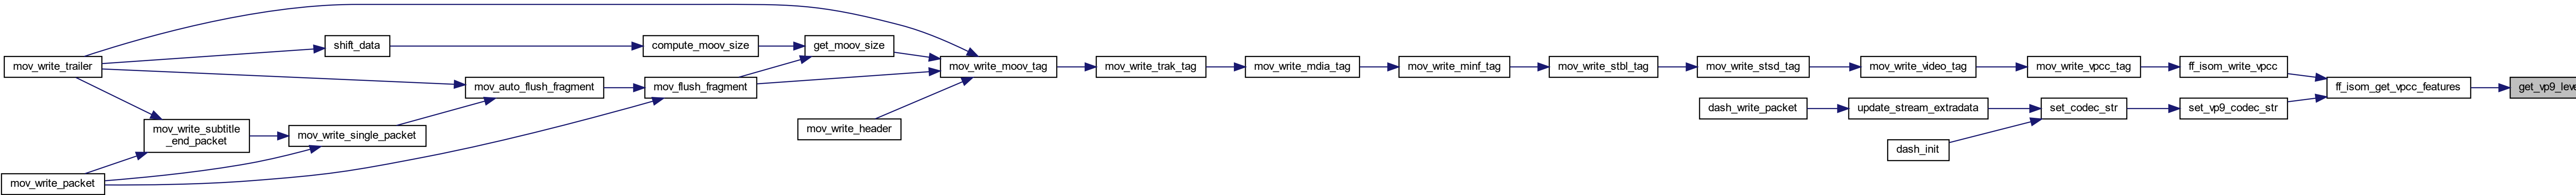 mov_write_trailer
shift_data
compute_moov_size
get_moov_size
mov_write_moov_tag
mov_write_trak_tag
mov_write_mdia_tag
mov_write_minf_tag
mov_write_stbl_tag
mov_write_stsd_tag
mov_write_video_tag
mov_write_vpcc_tag
ff_isom_write_vpcc
ff_isom_get_vpcc_features
get_vp9_leve
mov_auto_flush_fragment
mov_flush_fragment
dash_write_packet
update_stream_extradata
set_codec_str
set_vp9_codec_str
mov_write_subtitle
_end_packet
mov_write_single_packet
mov_write_header
dash_init
mov_write_packet